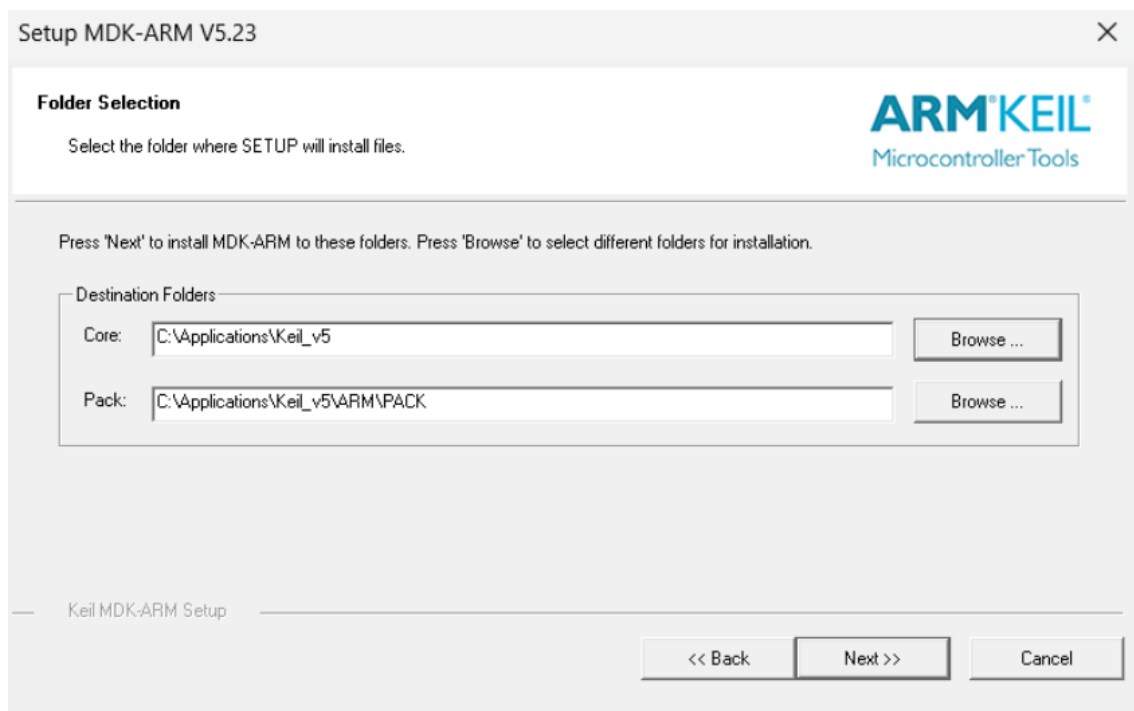 Setup MDK-ARM V5.23
Folder Selection
Select the folder where SETUP will install files.
ARM®KEIL®
Microcontroller Tools
Press 'Next' to install MDK-ARM to these folders. Press 'Browse' to select different folders for installation.
Destination Folders
Core: C:\Applications\Keil_v5 Browse ...
Pack: C:\Applications\Keil_v5\ARM\PACK Browse ...
Keil MDK-ARM Setup
<< Back Next >> Cancel